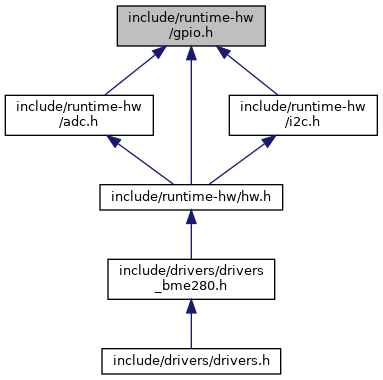 include/runtime-hw
/gpio.h
include/runtime-hw
/adc.h
include/runtime-hw
/i2c.h
include/runtime-hw/hw.h
include/drivers/drivers
_bme280.h
include/drivers/drivers.h